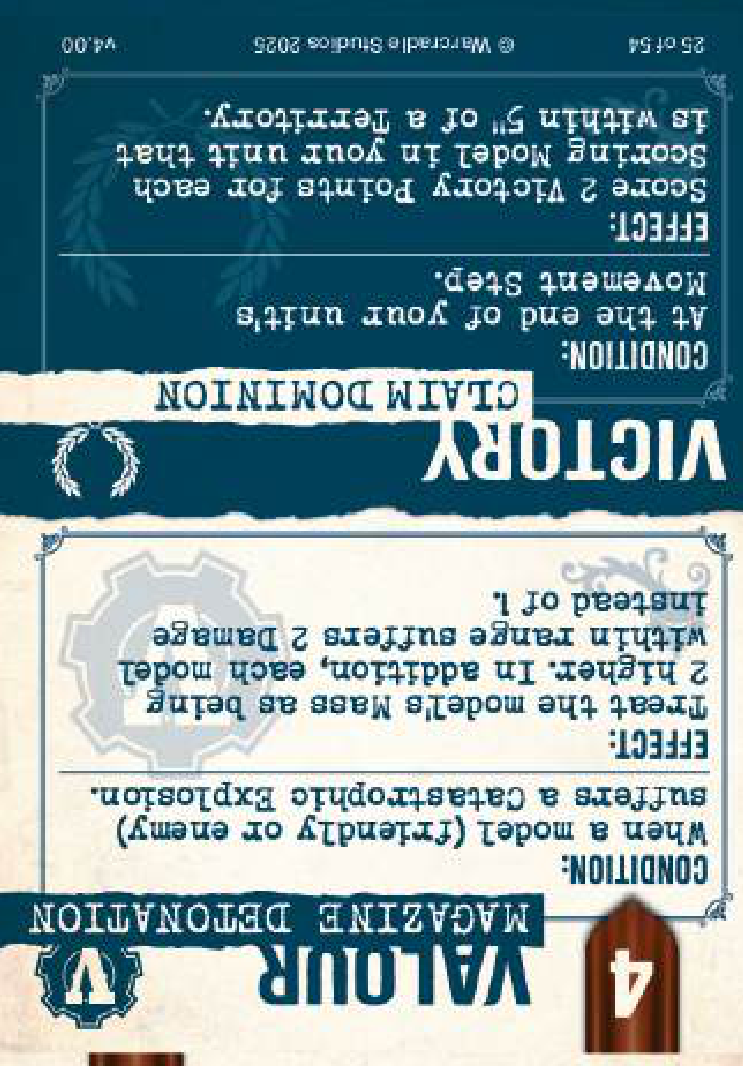 4
VALOUR
MAGAZINE DETONATION
CONDITION:
When a model (friendly or enemy)
suffers a Catastrophic Explosion.
EFFECT:
Treat the model's Mass as being
2 higher. In addition, each model
within range suffers 2 Damage
instead of 1.
VICTORY
CLAIM DOMINION
CONDITION:
At the end of your unit's
Movement Step.
EFFECT:
Score 2 Victory Points for each
Scoring Model in your unit that
is within 5" of a Territory.
25 of 54 © Warcradle Studios 2025 v4.00